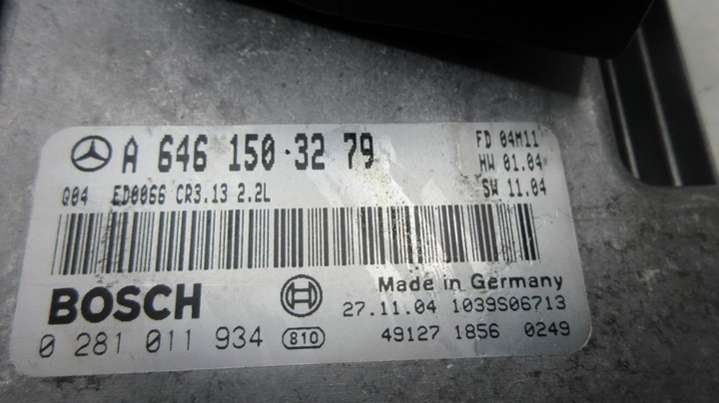 A 646 150 32 79
FD 04M11
HW 01.04
Q04 ED0066 CR3.13 2.2L
SW 11.04
BOSCH
Made in Germany
27.11.04 1039S06713
0 281 011 934 810
49127 1856 0249